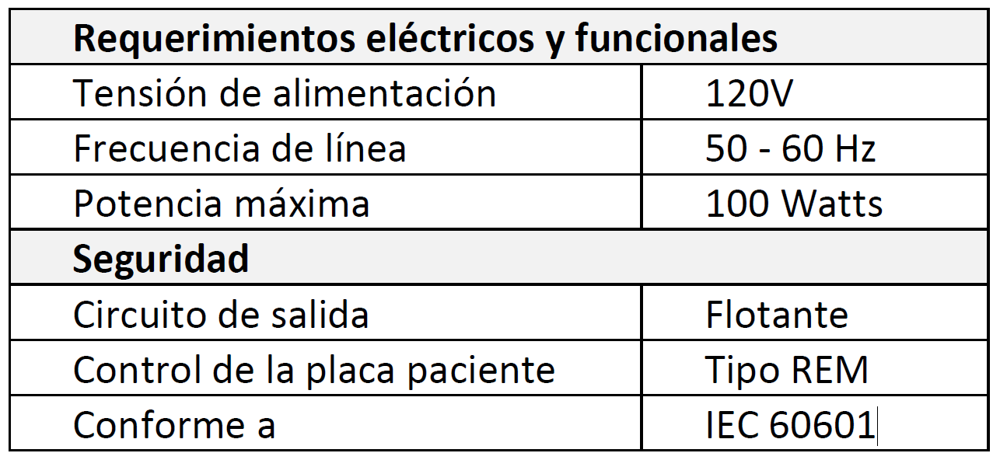 Requerimientos eléctricos y funcionales
Tensión de alimentación 120V
Frecuencia de línea 50 - 60 Hz
Potencia máxima 100 Watts
Seguridad
Circuito de salida Flotante
Control de la placa paciente Tipo REM
Conforme a IEC 60601